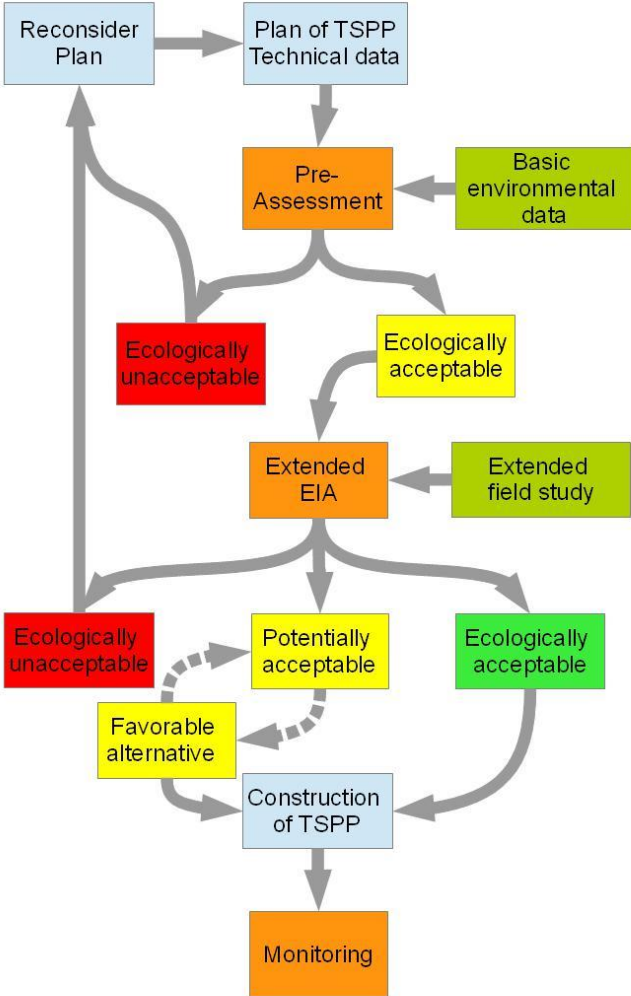 Reconsider
Plan
Plan of TSPP
Technical data
Pre-
Assessment
Basic
environmental
data
Ecologically
unacceptable
Ecologically
acceptable
Extended
EIA
Extended
field study
Ecologically
unacceptable
Potentially
acceptable
Ecologically
acceptable
Favorable
alternative
Construction
of TSPP
Monitoring